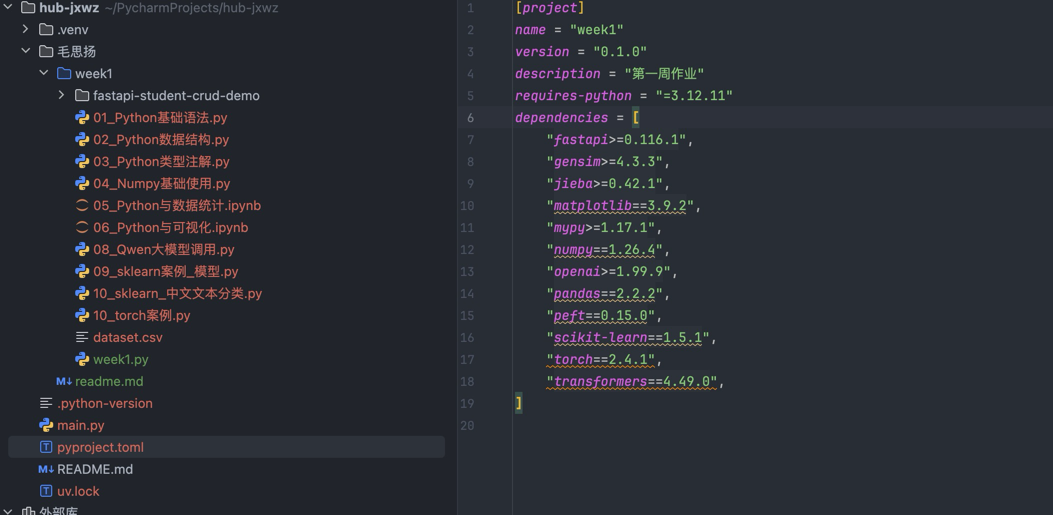 hub-jxwz ~/PycharmProjects/hub-jxwz
.venv
毛思扬
week1
fastapi-student-crud-demo
01_Python基础语法.py
02_Python数据结构.py
03_Python类型注解.py
04_Numpy基础使用.py
05_Python与数据统计.ipynb
06_Python与可视化.ipynb
08_Qwen大模型调用.py
09_sklearn案例_模型.py
10_sklearn_中文文本分类.py
10_torch案例.py
dataset.csv
week1.py
M↓ readme.md
.python-version
main.py
T pyproject.toml
M↓ README.md
T uv.lock
外部库
1 [project]
2 name = "week1"
3 version = "0.1.0"
4 description = "第一周作业"
5 requires-python = "=3.12.11"
6 dependencies = [
7 "fastapi>=0.116.1",
8 "gensim>=4.3.3",
9 "jieba>=0.42.1",
10 "matplotlib==3.9.2",
11 "mypy>=1.17.1",
12 "numpy==1.26.4",
13 "openai>=1.99.9",
14 "pandas==2.2.2",
15 "peft==0.15.0",
16 "scikit-learn==1.5.1",
17 "torch==2.4.1",
18 "transformers==4.49.0",
19 ]
20